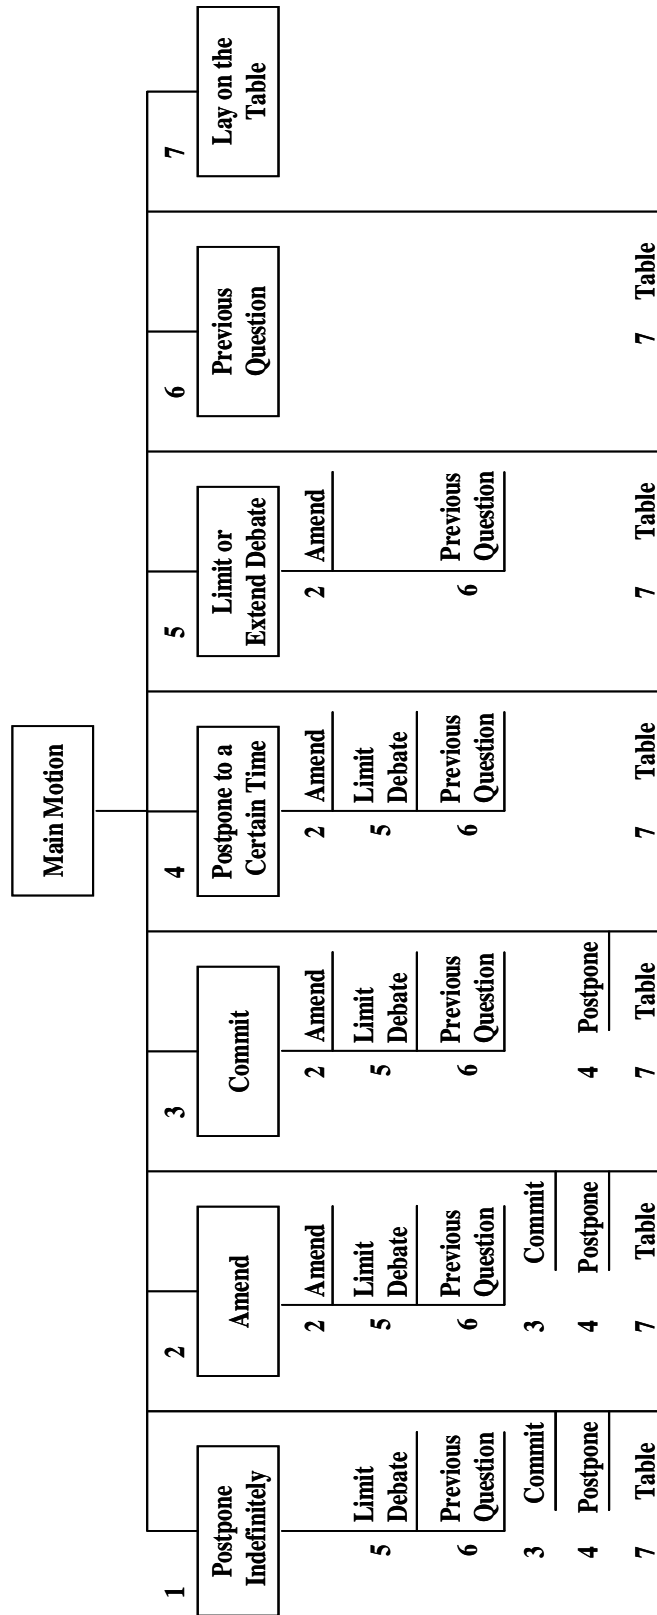 Main Motion
1
Postpone
Indefinitely
5
Limit
Debate
6
Previous
Question
3
Commit
4
Postpone
7
Table
2
Amend
2
Amend
5
Limit
Debate
6
Previous
Question
3
Commit
4
Postpone
7
Table
3
Commit
2
Amend
5
Limit
Debate
6
Previous
Question
4
Postpone
7
Table
4
Postpone to a
Certain Time
2
Amend
5
Limit
Debate
6
Previous
Question
7
Table
5
Limit or
Extend Debate
2
Amend
6
Previous
Question
7
Table
6
Previous
Question
7
Table
7
Lay on the
Table